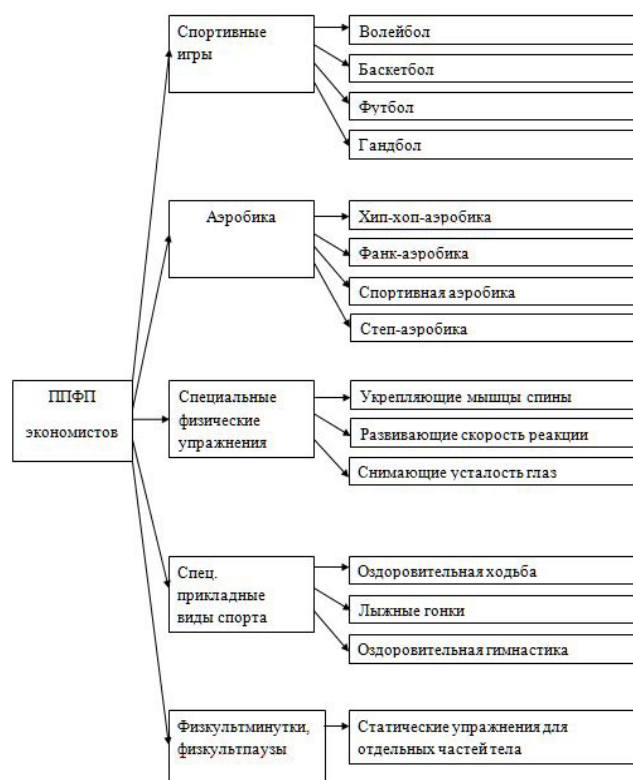 Спортивные
игры
Волейбол
Баскетбол
Футбол
Гандбол
Аэробика
Хип-хоп-аэробика
Фанк-аэробика
Спортивная аэробика
Степ-аэробика
ППФП
экономистов
Специальные
физические
упражнения
Укрепляющие мышцы спины
Развивающие скорость реакции
Снимающие усталость глаз
Спец.
прикладные
виды спорта
Оздоровительная ходьба
Лыжные гонки
Оздоровительная гимнастика
Физкультминутки,
физкультпаузы
Статические упражнения для
отдельных частей тела